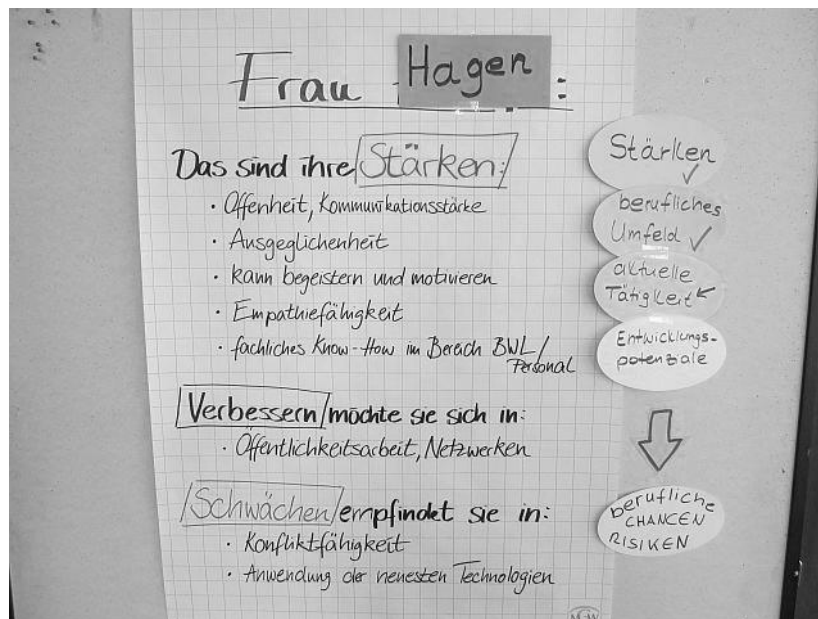 Frau Hagen :
Das sind ihre Stärken:
· Offenheit, Kommunikationsstärke
· Ausgeglichenheit
· kann begeistern und motivieren
· Empathiefähigkeit
· fachliches Know-How im Bereich BWL/
Personal
Verbessern möchte sie sich in:
· Öffentlichkeitsarbeit, Netzwerken
Schwächen empfindet sie in:
· Konfliktfähigkeit
· Anwendung der neuesten Technologien
Stärken
berufliches
Umfeld
aktuelle
Tätigkeit
Entwicklungs-
potenziale
berufliche
CHANCEN
RISIKEN